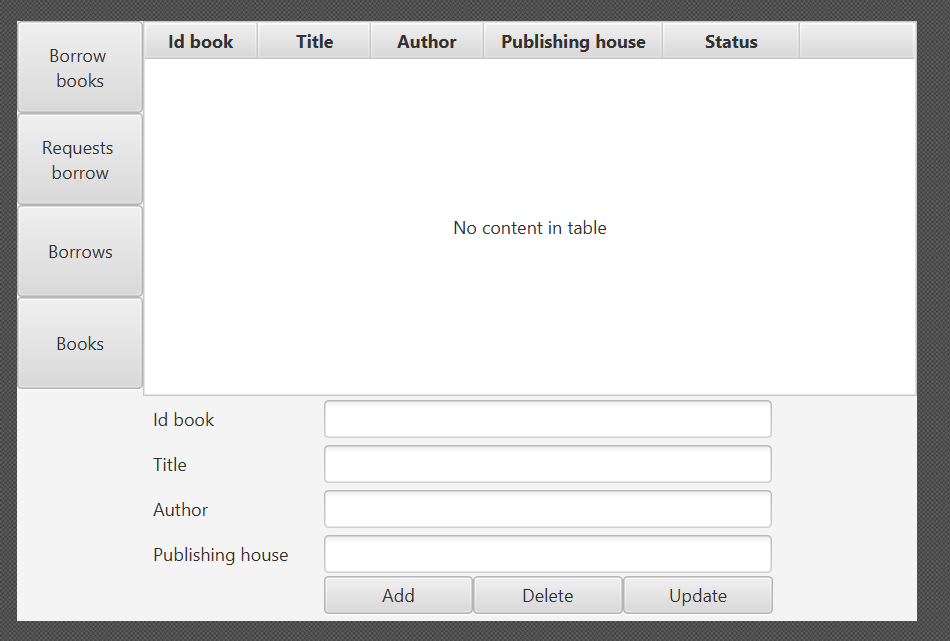 Borrow
books
Requests
borrow
Borrows
Books
Id book Title Author Publishing house Status
No content in table
Id book
Title
Author
Publishing house
Add Delete Update